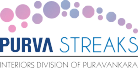 PURVA STREAKS
INTERIORS DIVISION OF PURAVANKARA